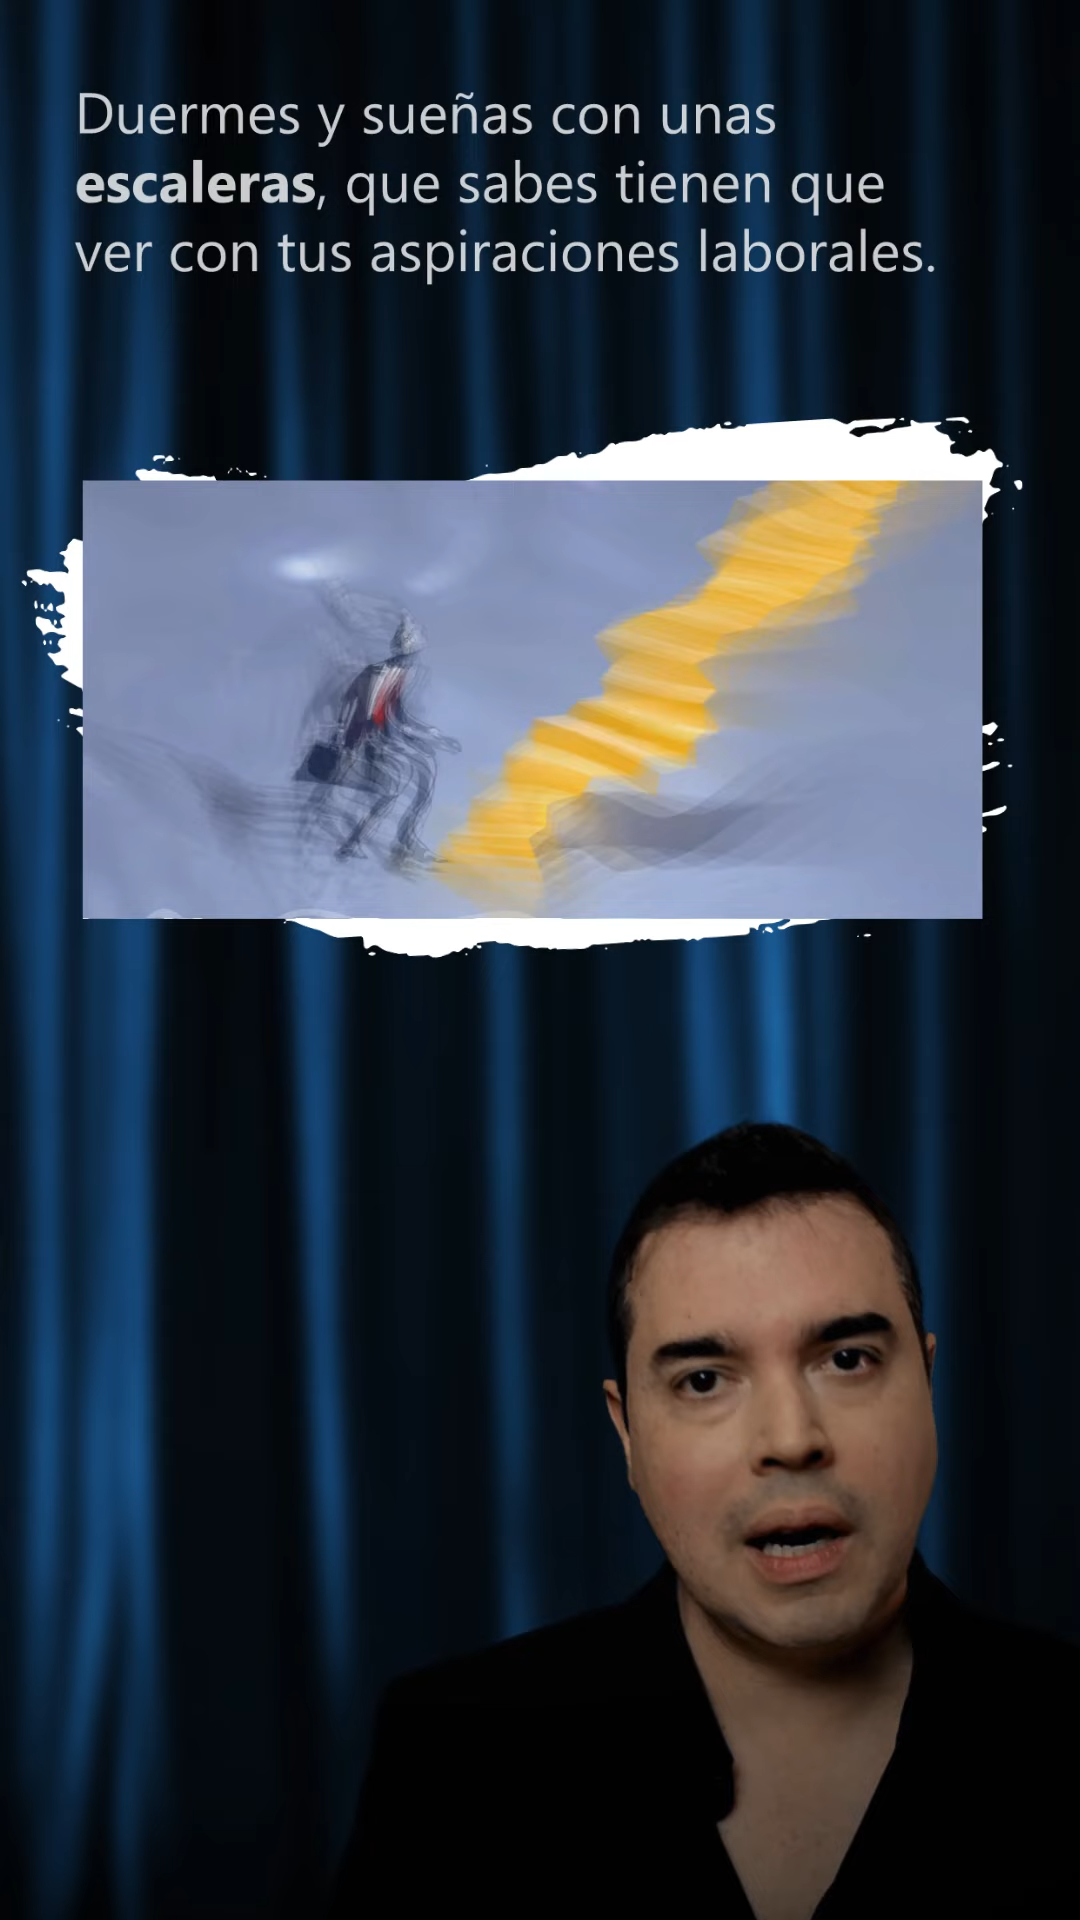 Duermes y sueñas con unas
escaleras, que sabes tienen que
ver con tus aspiraciones laborales.